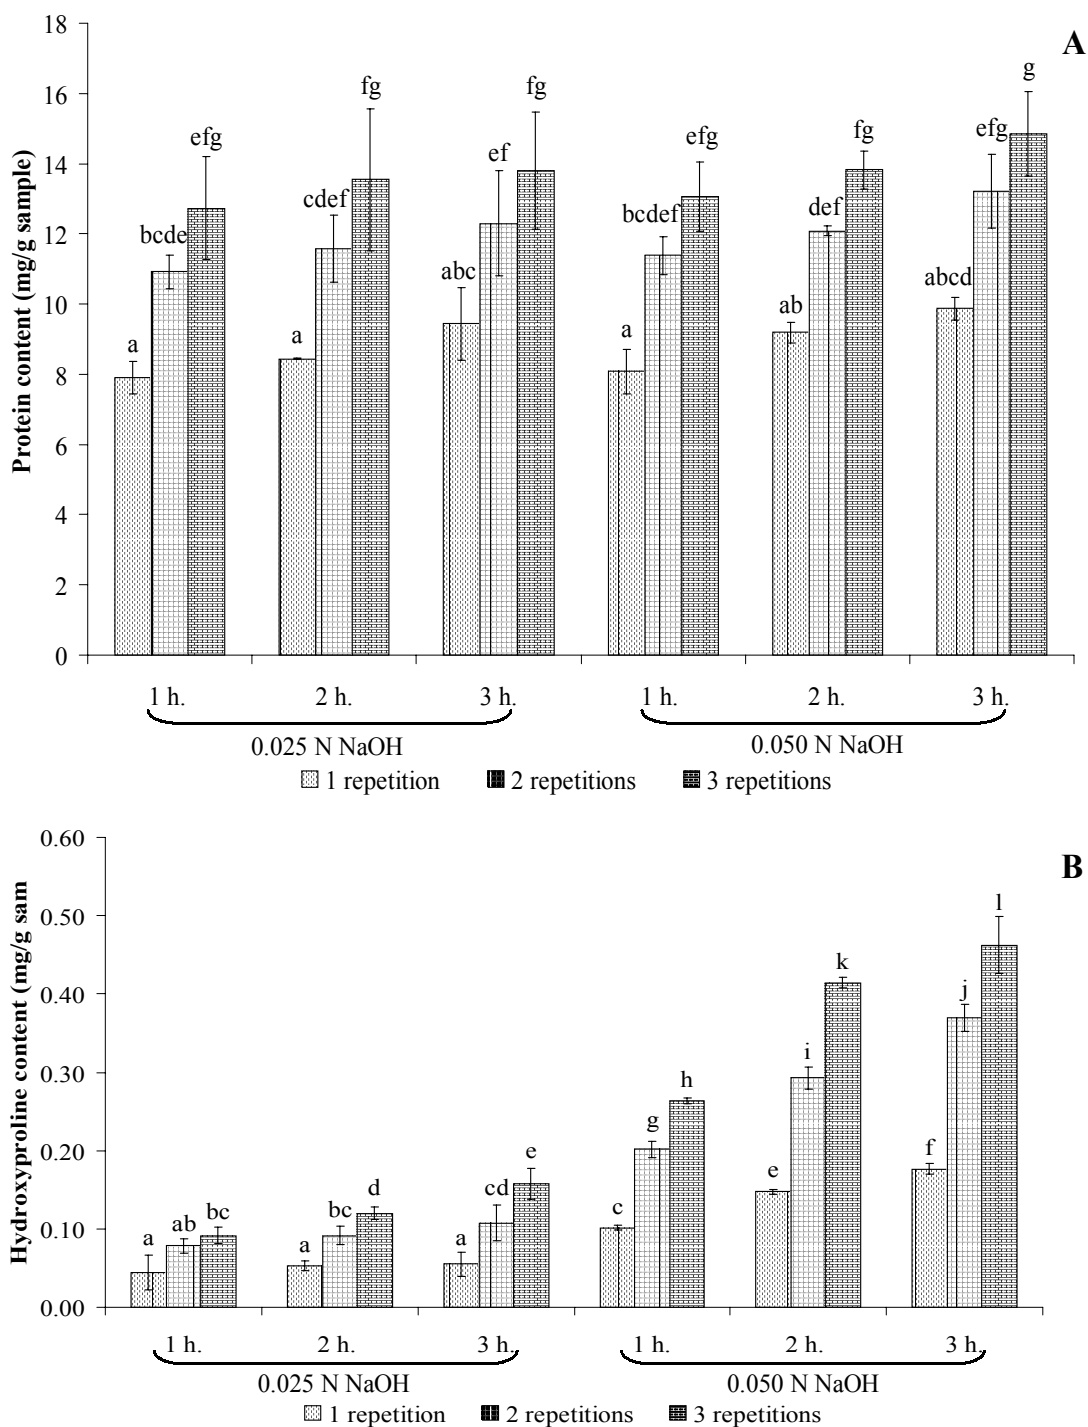 18
A
16
14
12
10
8
6
4
2
0
Protein content (mg/g sample)
a bcde efg a cdef fg abc ef fg a bcdef efg ab def fg abcd efg g
1 h. 2 h. 3 h. 1 h. 2 h. 3 h.
0.025 N NaOH 0.050 N NaOH
1 repetition 2 repetitions 3 repetitions
0.60
B
0.50
0.40
0.30
0.20
0.10
0.00
Hydroxyproline content (mg/g sam
a ab bc a bc d a cd e c g h e i k f j l
1 h. 2 h. 3 h. 1 h. 2 h. 3 h.
0.025 N NaOH 0.050 N NaOH
1 repetition 2 repetitions 3 repetitions